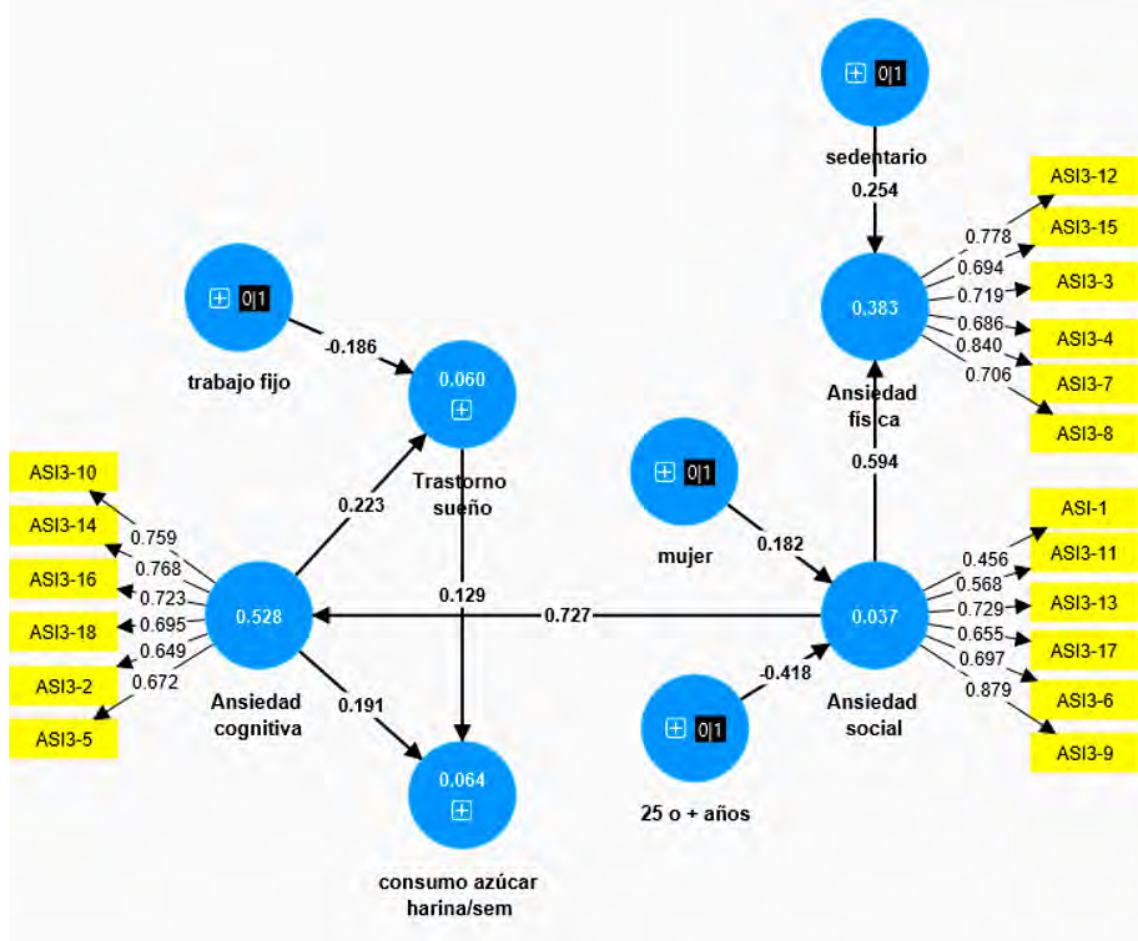 0|1
sedentario
0.254
ASI3-12
ASI3-15
ASI3-3
ASI3-4
ASI3-7
ASI3-8
0.778
0.694
0.719
0.686
0.840
0.706
0.383
Ansiedad
física
0.594
0|1
trabajo fijo
-0.186
0.060
Trastorno
sueño
0.223
0.129
ASI3-10
ASI3-14
ASI3-16
ASI3-18
ASI3-2
ASI3-5
0.759
0.768
0.723
0.695
0.649
0.672
0.528
Ansiedad
cognitiva
0.191
0.727
0|1
mujer
0.182
0.037
Ansiedad
social
ASI-1
ASI3-11
ASI3-13
ASI3-17
ASI3-6
ASI3-9
0.456
0.568
0.729
0.655
0.697
0.879
-0.418
0|1
25 o + años
0.064
consumo azúcar
harina/sem